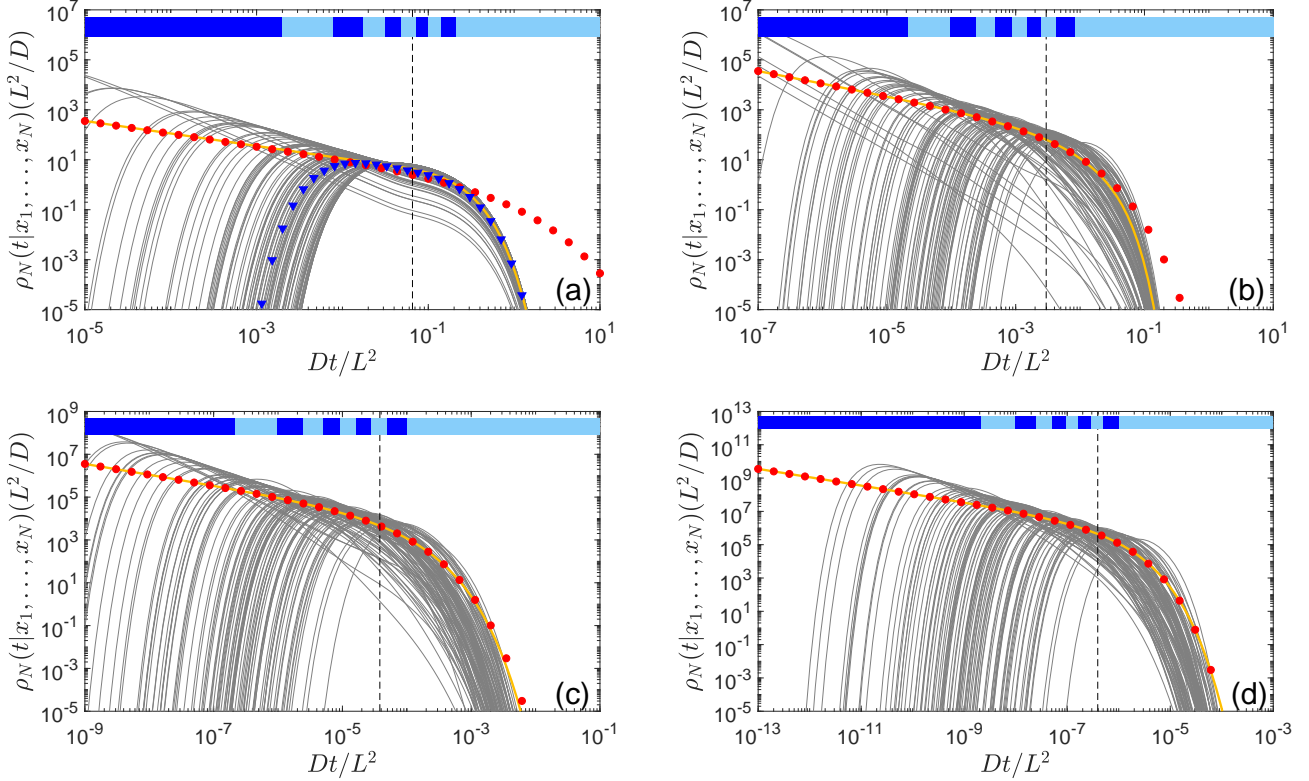 10^7
10^5
10^3
10^1
10^-1
10^-3
10^-5
ρ_N(t|x_1, . . . , x_N)(L^2/D)
(a)
10^-5 10^-3 10^-1 10^1
Dt/L^2
10^7
10^5
10^3
10^1
10^-1
10^-3
10^-5
ρ_N(t|x_1, . . . , x_N)(L^2/D)
(b)
10^-7 10^-5 10^-3 10^-1 10^1
Dt/L^2
10^9
10^7
10^5
10^3
10^1
10^-1
10^-3
10^-5
ρ_N(t|x_1, . . . , x_N)(L^2/D)
(c)
10^-9 10^-7 10^-5 10^-3 10^-1
Dt/L^2
10^13
10^11
10^9
10^7
10^5
10^3
10^1
10^-1
10^-3
10^-5
ρ_N(t|x_1, . . . , x_N)(L^2/D)
(d)
10^-13 10^-11 10^-9 10^-7 10^-5 10^-3
Dt/L^2